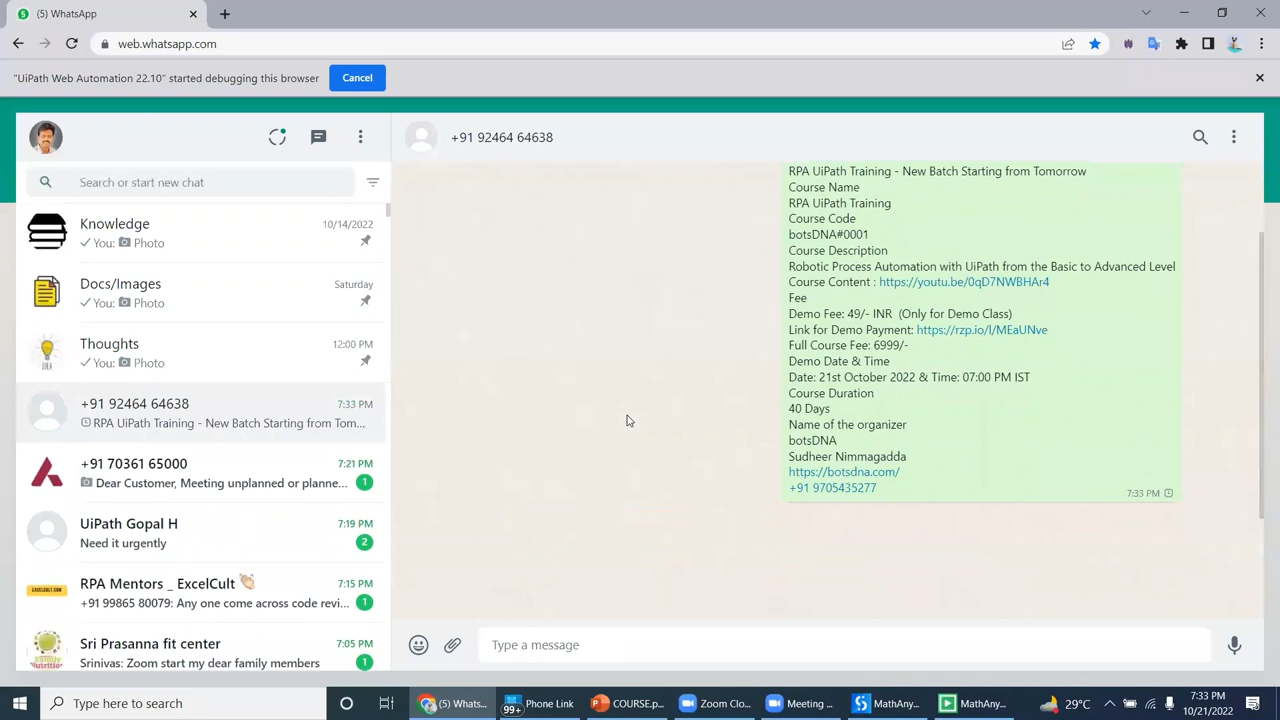 (5) WhatsApp
web.whatsapp.com
"UiPath Web Automation 22.10" started debugging this browser
Cancel
+91 92464 64638
Search or start new chat
Knowledge
10/14/2022
You: Photo
Docs/Images
Saturday
You: Photo
Thoughts
12:00 PM
You: Photo
IDEA
+91 92464 64638
7:33 PM
RPA UiPath Training - New Batch Starting from Tom...
+91 70361 65000
7:21 PM
Dear Customer, Meeting unplanned or planne...
1
UiPath Gopal H
7:19 PM
Need it urgently
2
RPA Mentors _ ExcelCult 👏🏻
7:15 PM
+91 99865 80079: Any one come across code revi...
1
EXCELCULT.COM
Sri Prasanna fit center
7:05 PM
Srinivas: Zoom start my dear family members
1
RPA UiPath Training - New Batch Starting from Tomorrow
Course Name
RPA UiPath Training
Course Code
botsDNA#0001
Course Description
Robotic Process Automation with UiPath from the Basic to Advanced Level
Course Content : https://youtu.be/0qD7NWBHAr4
Fee
Demo Fee: 49/- INR (Only for Demo Class)
Link for Demo Payment: https://rzp.io/l/MEaUNve
Full Course Fee: 6999/-
Demo Date & Time
Date: 21st October 2022 & Time: 07:00 PM IST
Course Duration
40 Days
Name of the organizer
botsDNA
Sudheer Nimmagadda
https://botsdna.com/
+91 9705435277
7:33 PM
Type a message
Type here to search
(5) Whats...
99+
Phone Link
COURSE.p...
Zoom Clo...
Meeting ...
MathAny...
MathAny...
29°C
7:33 PM
10/21/2022